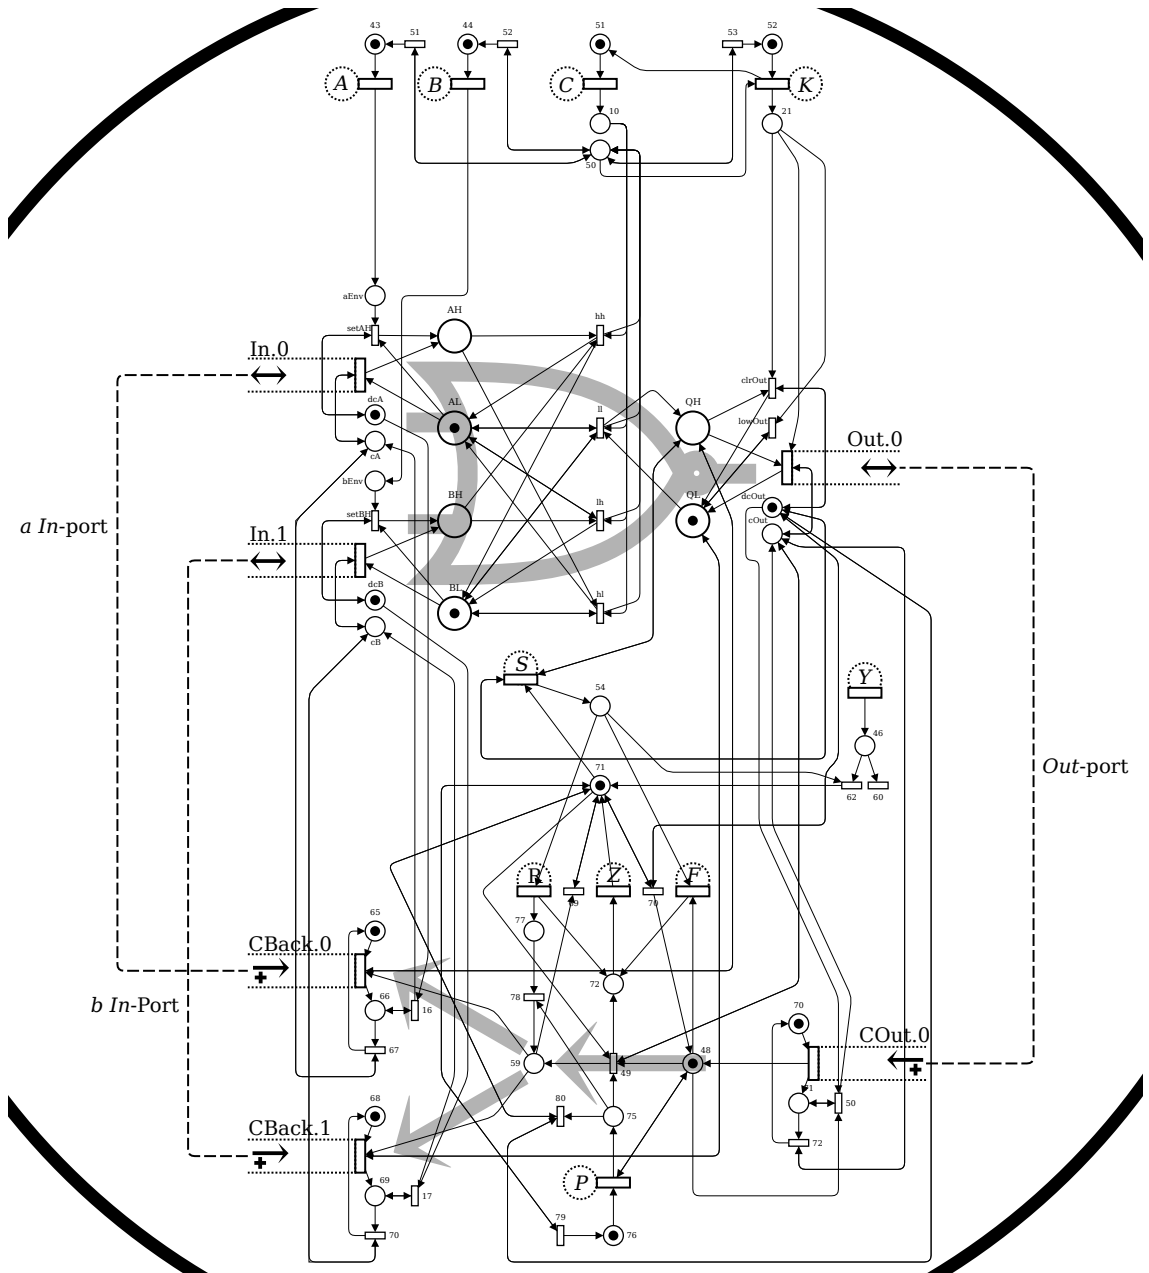 43
51
44
52
51
53
52
A
B
C
K
10
21
50
aEnv
AH
hh
setAH
In.0
clrOut
dcA
AL
ll
QH
lowOut
Out.0
cA
bEnv
BH
lh
QL
dcOut
setBH
cOut
a In-port
In.1
dcB
BL
hl
cB
S
Y
54
46
71
Out-port
62
60
R
Z
F
69
70
65
77
CBack.0
72
b In-Port
66
78
16
70
COut.0
67
59
49
48
71
68
80
75
50
CBack.1
72
69
17
P
79
70
76